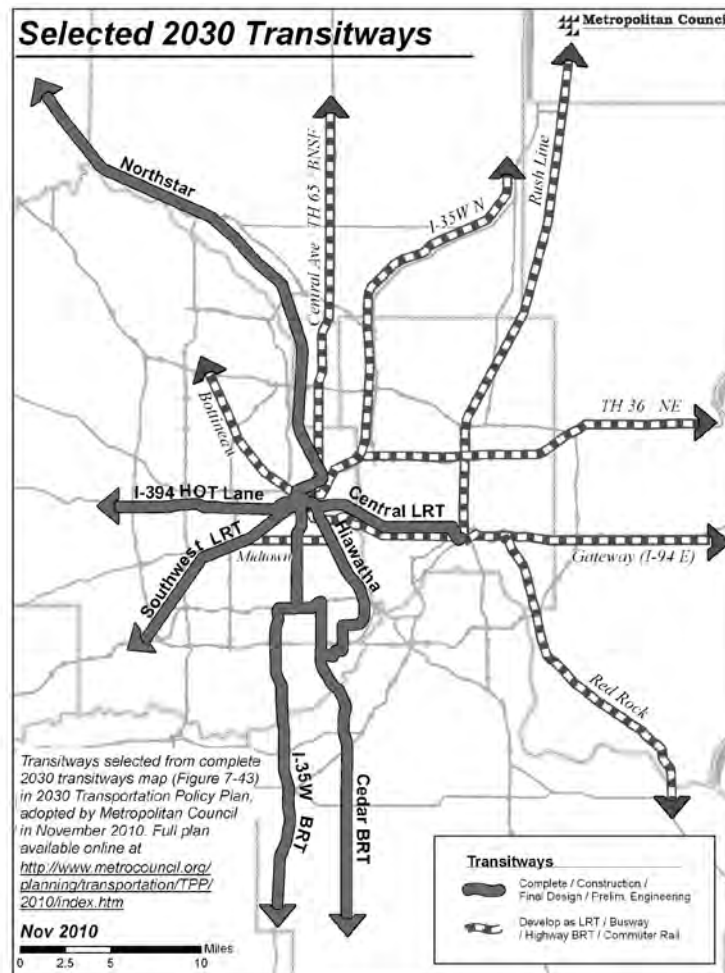 Selected 2030 Transitways
Metropolitan Council
Northstar
Central Ave TH 65 BNSF
I-35W N
Rush Line
Bottineau
TH 36 NE
I-394 HOT Lane
Central LRT
Southwest LRT
Midtown
Hiawatha
Gateway (I-94 E)
Red Rock
I-35W BRT
Cedar BRT
Transitways selected from complete
2030 transitways map (Figure 7-43)
in 2030 Transportation Policy Plan,
adopted by Metropolitan Council
in November 2010. Full plan
available online at
http://www.metrocouncil.org/
planning/transportation/TPP/
2010/index.htm
Nov 2010
Miles
0 2.5 5 10
Transitways
Complete / Construction /
Final Design / Prelim. Engineering
Develop as LRT / Busway
/ Highway BRT / Commuter Rail